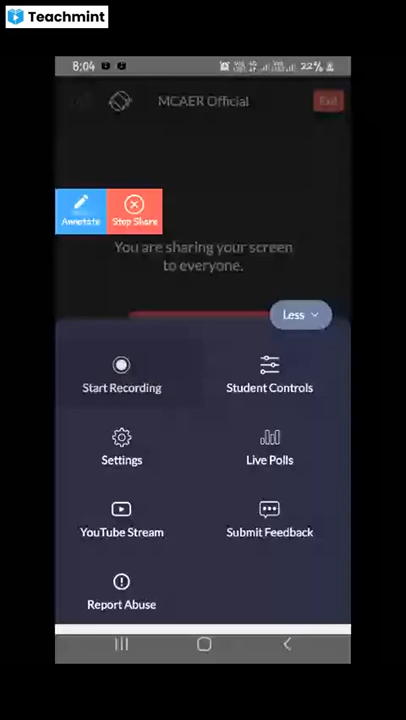 Teachmint
8:04
22%
MCAER Official
Exit
Annotate
Stop Share
You are sharing your screen
to everyone.
Less
Start Recording
Student Controls
Settings
Live Polls
YouTube Stream
Submit Feedback
Report Abuse